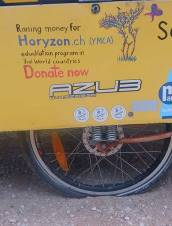 Raising money for
Horyzon.ch (YMCA)
education program in
3rd World countries
Donate now
AZUB